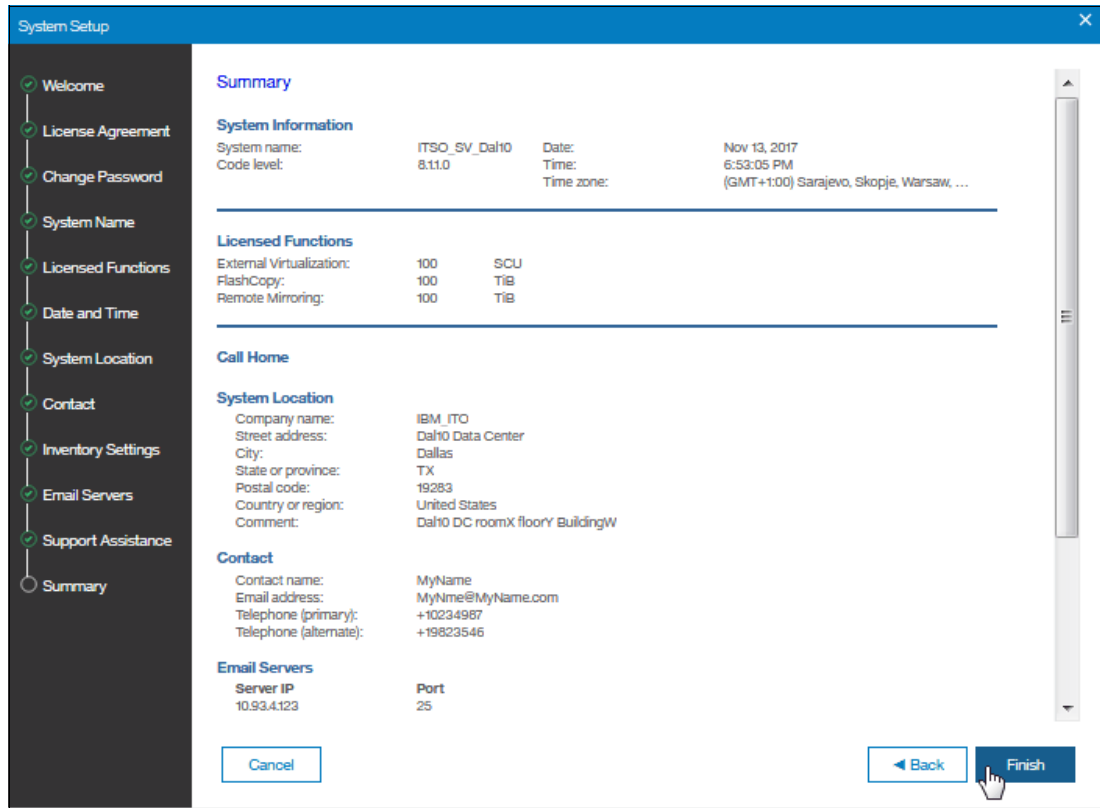 System Setup
Welcome
License Agreement
Change Password
System Name
Licensed Functions
Date and Time
System Location
Contact
Inventory Settings
Email Servers
Support Assistance
Summary
Summary
System Information
System name: ITSO_SV_Dal10 Date: Nov 13, 2017
Code level: 8.1.1.0 Time: 6:53:05 PM
Time zone: (GMT+1:00) Sarajevo, Skopje, Warsaw, ...
Licensed Functions
External Virtualization: 100 SCU
FlashCopy: 100 TiB
Remote Mirroring: 100 TiB
Call Home
System Location
Company name: IBM_ITO
Street address: Dal10 Data Center
City: Dallas
State or province: TX
Postal code: 19283
Country or region: United States
Comment: Dal10 DC roomX floorY BuildingW
Contact
Contact name: MyName
Email address: MyNme@MyName.com
Telephone (primary): +10234987
Telephone (alternate): +19823546
Email Servers
Server IP Port
10.93.4.123 25
Cancel
Back
Finish